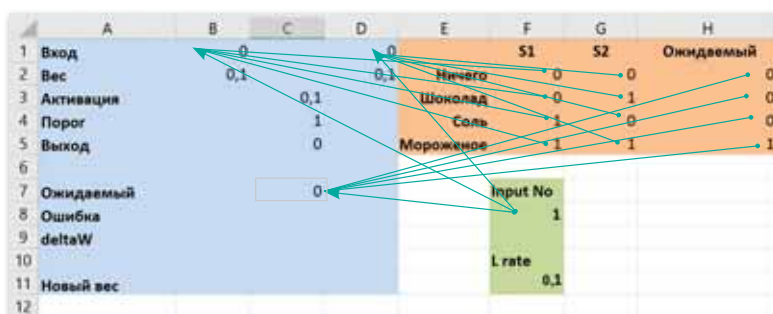 A B C D E F G H
1 Вход 0 0 S1 S2 Ожидаемый
2 Вес 0,1 0,1 Ничего 0 0 0
3 Активация 0,1 Шоколад 0 1 0
4 Порог 1 Соль 1 0 0
5 Выход 0 Мороженое 1 1 1
6
7 Ожидаемый 0 Input No
8 Ошибка 1
9 deltaW
10 L rate
11 Новый вес 0,1
12